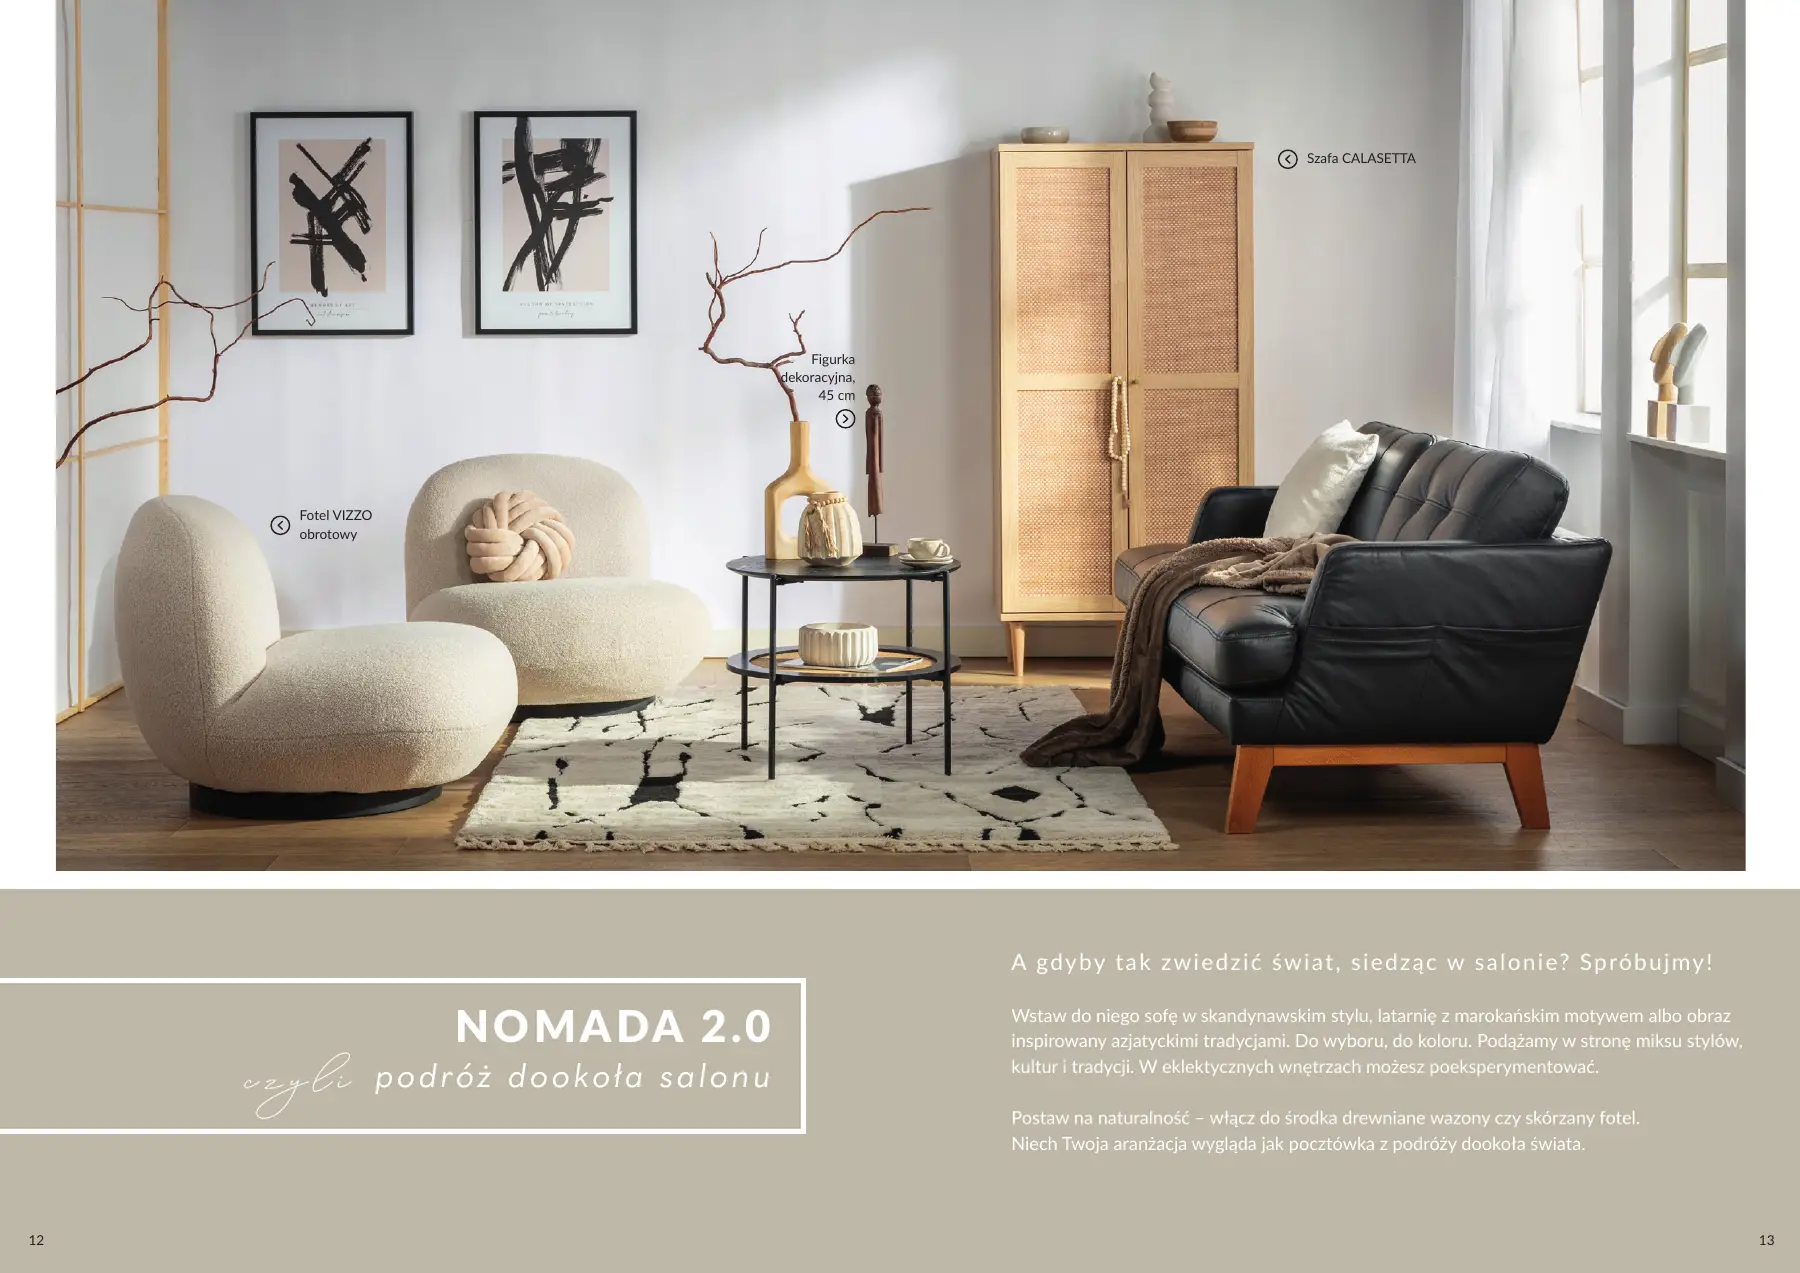 Szafa CALASETTA
Figurka
dekoracyjna,
45 cm
Fotel VIZZO
obrotowy
NOMADA 2.0
czyli podróż dookoła salonu
A gdyby tak zwiedzić świat, siedząc w salonie? Spróbujmy!
Wstaw do niego sofę w skandynawskim stylu, latarnię z marokańskim motywem albo obraz
inspirowany azjatyckimi tradycjami. Do wyboru, do koloru. Podążamy w stronę miksu stylów,
kultur i tradycji. W eklektycznych wnętrzach możesz poeksperymentować.
Postaw na naturalność – włącz do środka drewniane wazony czy skórzany fotel.
Niech Twoja aranżacja wygląda jak pocztówka z podróży dookoła świata.
12
13